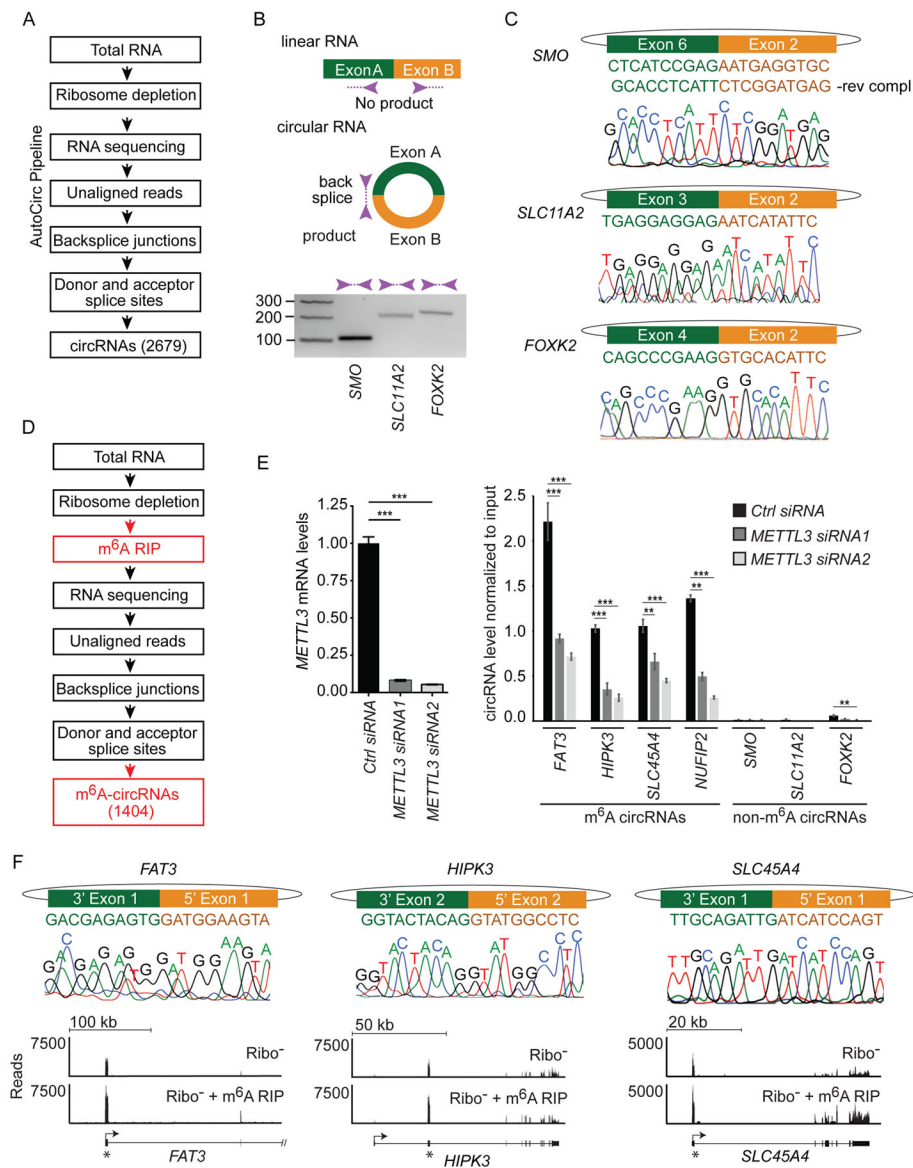 A
Total RNA
Ribosome depletion
RNA sequencing
Unaligned reads
Backsplice junctions
Donor and acceptor
splice sites
circRNAs (2679)
AutoCirc Pipeline
B
linear RNA
Exon A Exon B
No product
circular RNA
Exon A
back
splice
product
Exon B
300
200
100
SMO
SLC11A2
FOXK2
C
SMO
Exon 6 Exon 2
CTCATCCGAGAATGAGGTGC
GCACCTCATTCTCGGATGAG -rev compl
GCACCTCATTCTCGGATGAG
SLC11A2
Exon 3 Exon 2
TGAGGAGGAGAATCATATTC
TGAGGAGGAGAATCATATTC
FOXK2
Exon 4 Exon 2
CAGCCCGAAGGTGCACATTC
CAGCCCGAAGGTGCACATTC
D
Total RNA
Ribosome depletion
m⁶A RIP
RNA sequencing
Unaligned reads
Backsplice junctions
Donor and acceptor
splice sites
m⁶A-circRNAs
(1404)
E
METTL3 mRNA levels
1.00
0.75
0.50
0.25
0.00
***
***
Ctrl siRNA
METTL3 siRNA1
METTL3 siRNA2
circRNA level normalized to input
2.5
2.0
1.5
1.0
0.5
0.0
Ctrl siRNA
METTL3 siRNA1
METTL3 siRNA2
***
***
***
***
***
**
***
**
**
FAT3
HIPK3
SLC45A4
NUFIP2
SMO
SLC11A2
FOXK2
m⁶A circRNAs
non-m⁶A circRNAs
F
FAT3
3' Exon 1 5' Exon 1
GACGAGAGTGGATGGAAGTA
GACGAGAGTGGATGGAAGTA
100 kb
Reads
7500
Ribo⁻
7500
Ribo⁻ + m⁶A RIP
*
FAT3
HIPK3
3' Exon 2 5' Exon 2
GGTACTACAGGTATGGCCTC
GGTACTACAGGTATGGCCCTC
50 kb
7500
Ribo⁻
7500
Ribo⁻ + m⁶A RIP
*
HIPK3
SLC45A4
3' Exon 1 5' Exon 1
TTGCAGATTGATCATCCAGT
TTGCAGATTGATCATCCAGT
20 kb
5000
Ribo⁻
5000
Ribo⁻ + m⁶A RIP
*
SLC45A4